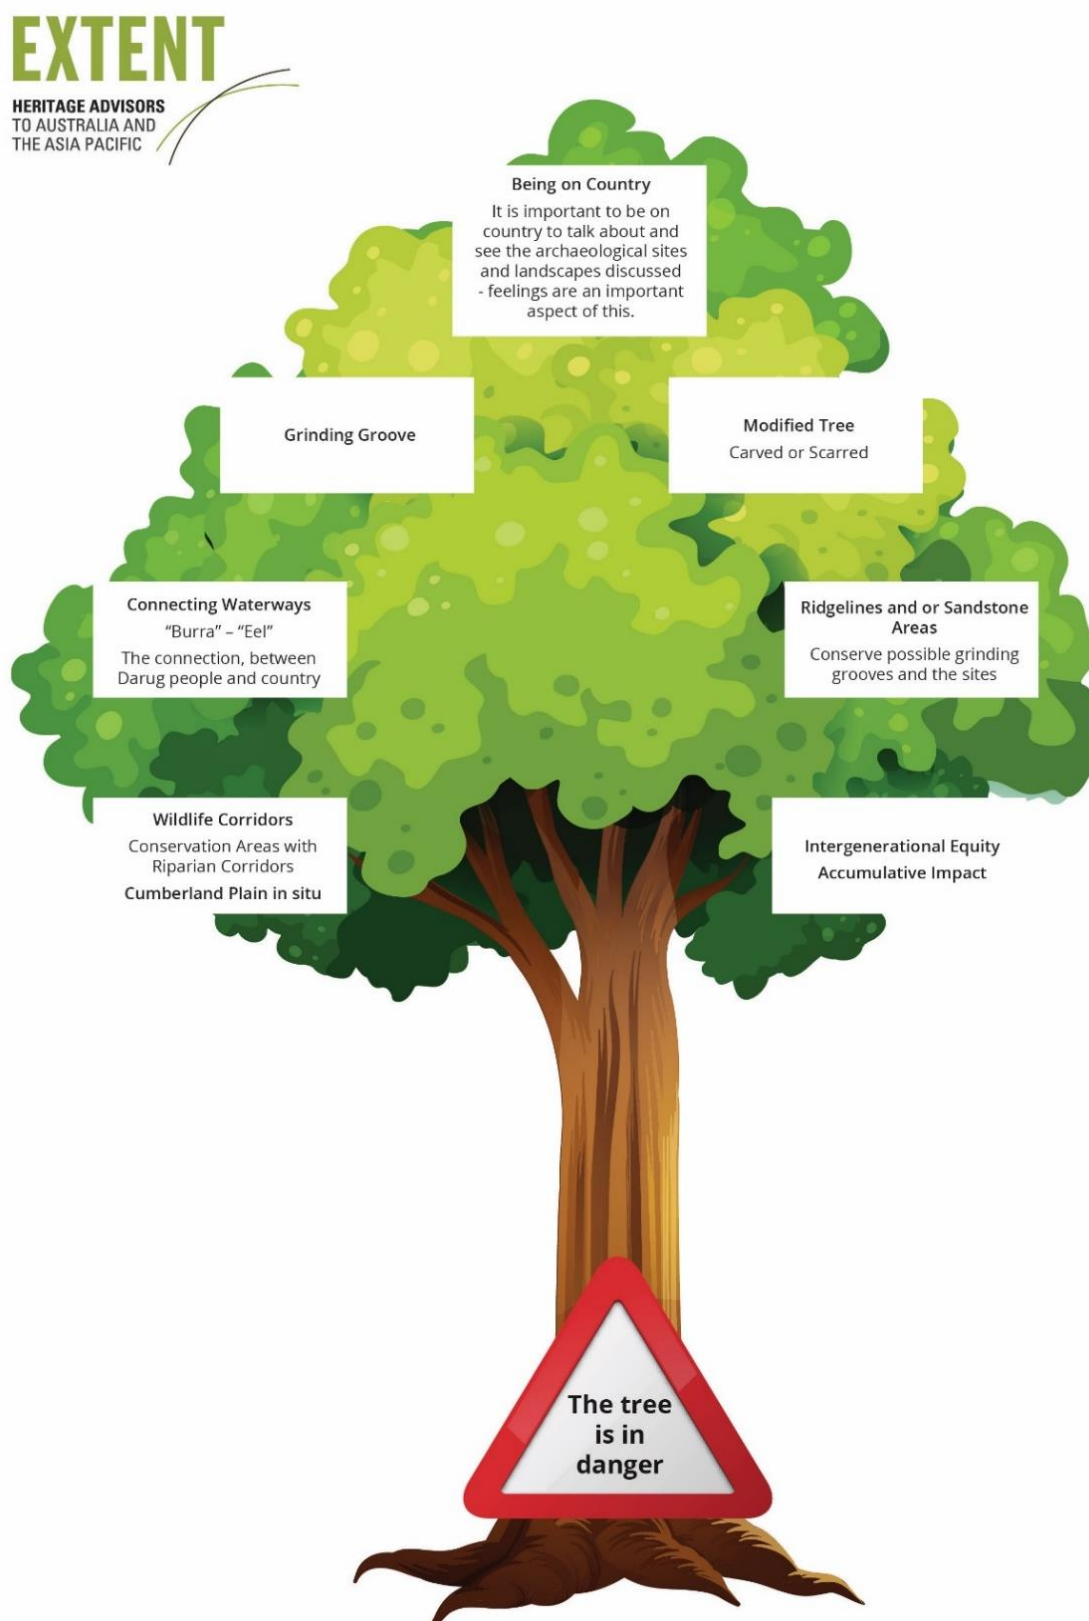 EXTENT
HERITAGE ADVISORS
TO AUSTRALIA AND
THE ASIA PACIFIC
Being on Country
It is important to be on
country to talk about and
see the archaeological sites
and landscapes discussed
- feelings are an important
aspect of this.
Grinding Groove
Modified Tree
Carved or Scarred
Connecting Waterways
“Burra” – “Eel”
The connection, between
Darug people and country
Ridgelines and or Sandstone
Areas
Conserve possible grinding
grooves and the sites
Wildlife Corridors
Conservation Areas with
Riparian Corridors
Cumberland Plain in situ
Intergenerational Equity
Accumulative Impact
The tree
is in
danger